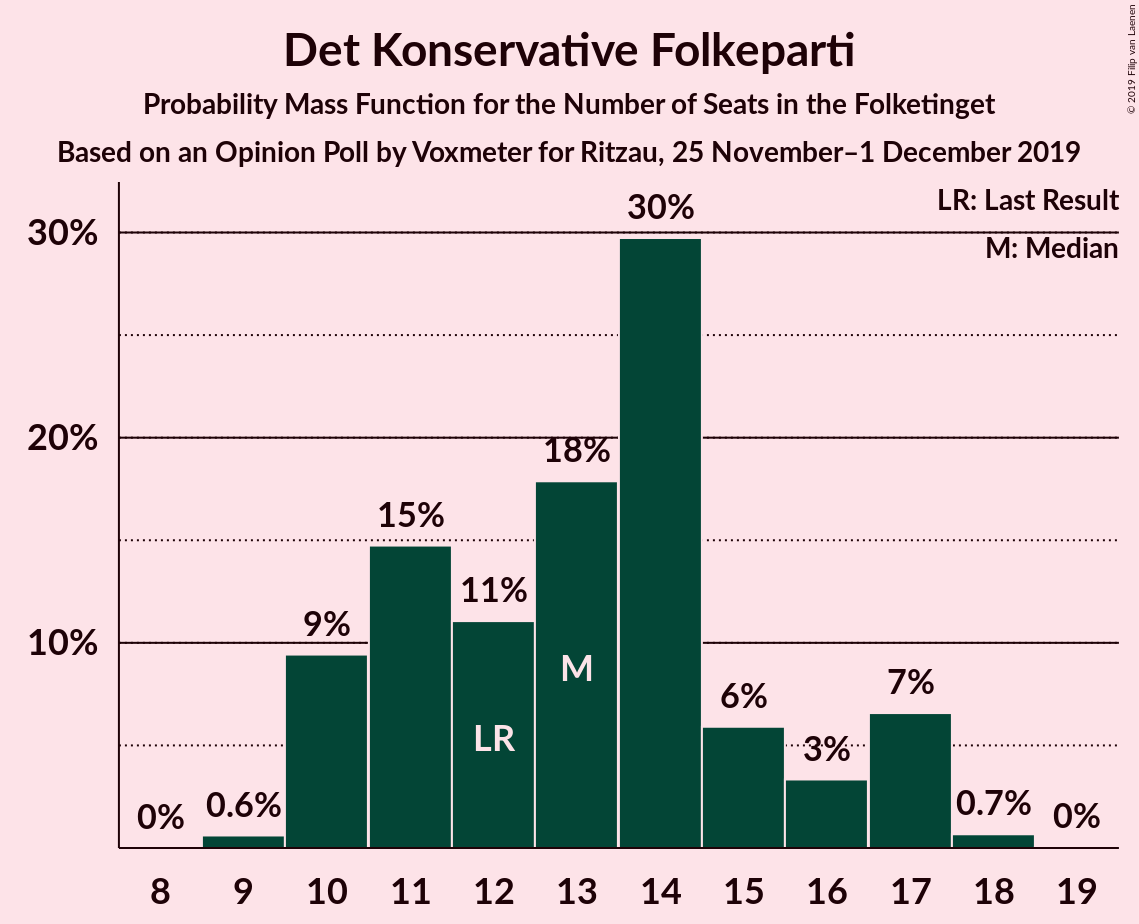 Det Konservative Folkeparti
Probability Mass Function for the Number of Seats in the Folketinget
Based on an Opinion Poll by Voxmeter for Ritzau, 25 November–1 December 2019
© 2019 Filip van Laenen
LR: Last Result
M: Median
30%
20%
10%
0%
0.6%
9%
15%
11%
18%
30%
6%
3%
7%
0.7%
0%
LR
M
8 9 10 11 12 13 14 15 16 17 18 19